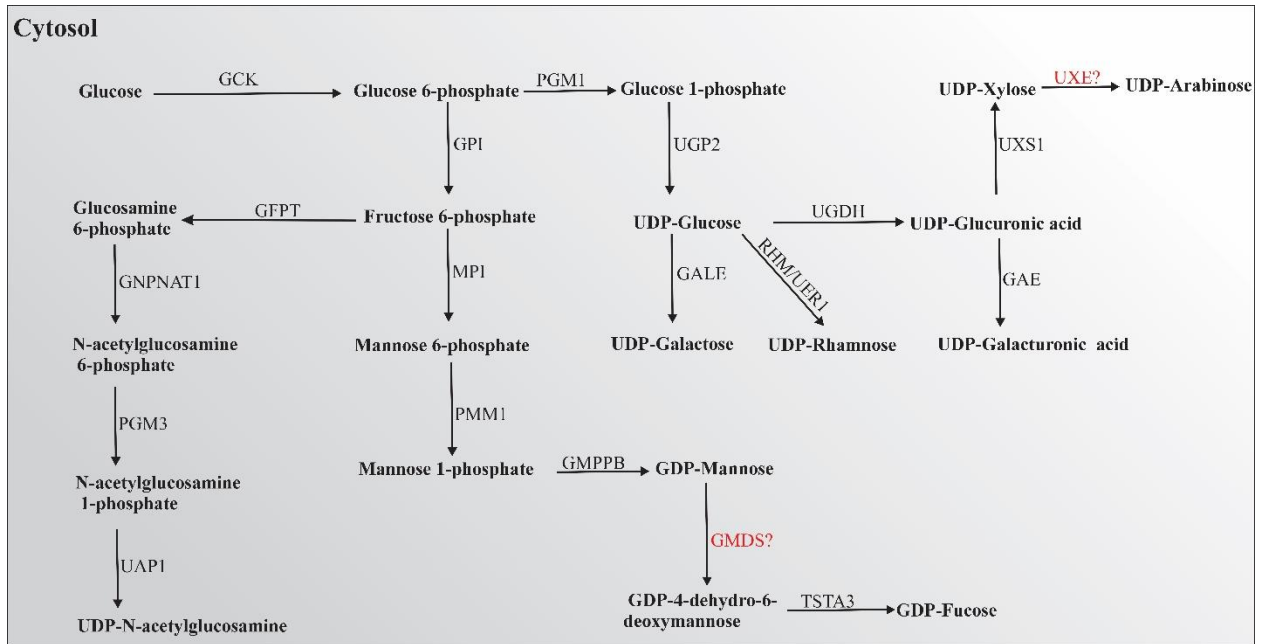 Cytosol
Glucose
GCK
Glucose 6-phosphate
PGM1
Glucose 1-phosphate
UDP-Xylose
UXE?
UDP-Arabinose
GPI
UGP2
UXS1
Glucosamine
6-phosphate
GFPT
Fructose 6-phosphate
UDP-Glucose
UGDH
UDP-Glucuronic acid
GNPNAT1
MPI
GALE
RHM/UER1
GAE
N-acetylglucosamine
6-phosphate
Mannose 6-phosphate
UDP-Galactose
UDP-Rhamnose
UDP-Galacturonic acid
PGM3
PMM1
N-acetylglucosamine
1-phosphate
Mannose 1-phosphate
GMPPB
GDP-Mannose
UAP1
GMDS?
UDP-N-acetylglucosamine
GDP-4-dehydro-6-
deoxymannose
TSTA3
GDP-Fucose